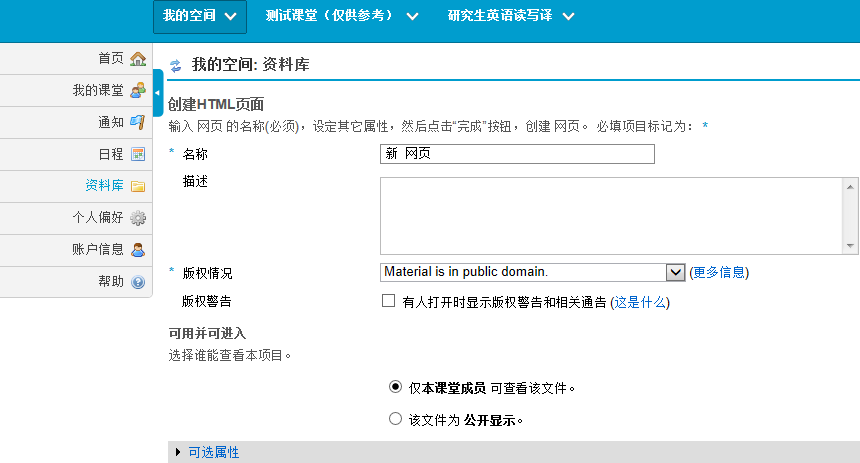 我的空间 测试课堂（仅供参考） 研究生英语读写译
首页
我的课堂
通知
日程
资料库
个人偏好
账户信息
帮助
我的空间: 资料库
创建HTML页面
输入 网页 的名称(必须)，设定其它属性，然后点击“完成”按钮，创建 网页。 必填项目标记为： *
* 名称 新 网页
描述
* 版权情况 Material is in public domain. (更多信息)
版权警告 有人打开时显示版权警告和相关通告 (这是什么)
可用并可进入
选择谁能查看本项目。
仅本课堂成员 可查看该文件。
该文件为 公开显示。
可选属性